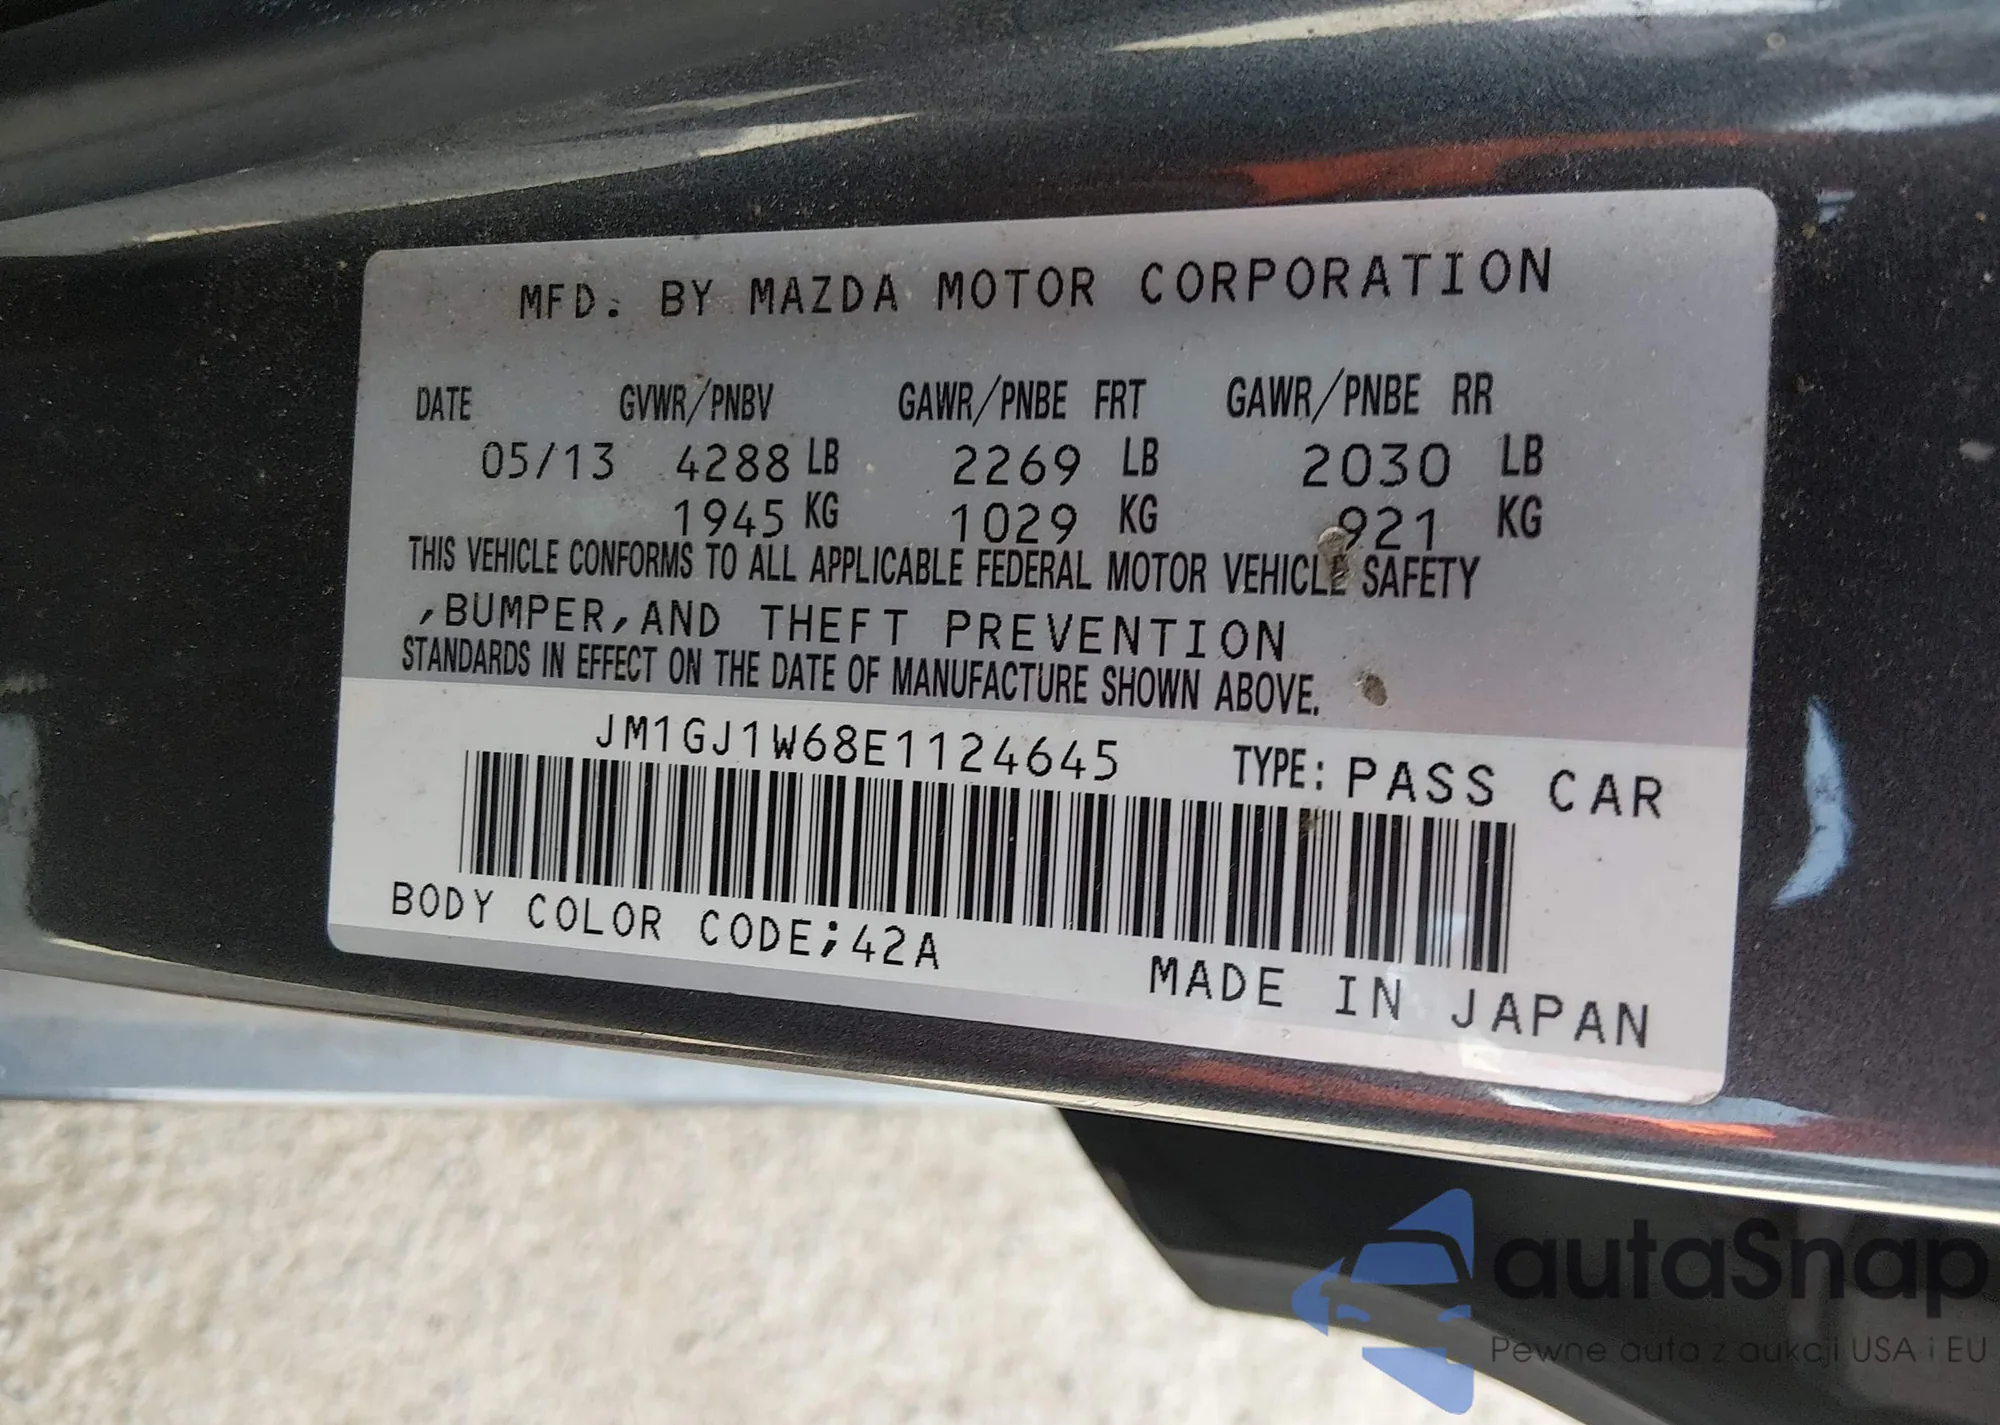 MFD. BY MAZDA MOTOR CORPORATION
DATE GVWR/PNBV GAWR/PNBE FRT GAWR/PNBE RR
05/13 4288 LB 2269 LB 2030 LB
1945 KG 1029 KG 921 KG
THIS VEHICLE CONFORMS TO ALL APPLICABLE FEDERAL MOTOR VEHICLE SAFETY
,BUMPER,AND THEFT PREVENTION
STANDARDS IN EFFECT ON THE DATE OF MANUFACTURE SHOWN ABOVE.
JM1GJ1W68E1124645 TYPE: PASS CAR
BODY COLOR CODE;42A
MADE IN JAPAN
autaSnap
Pewne auta z aukcji USA i EU